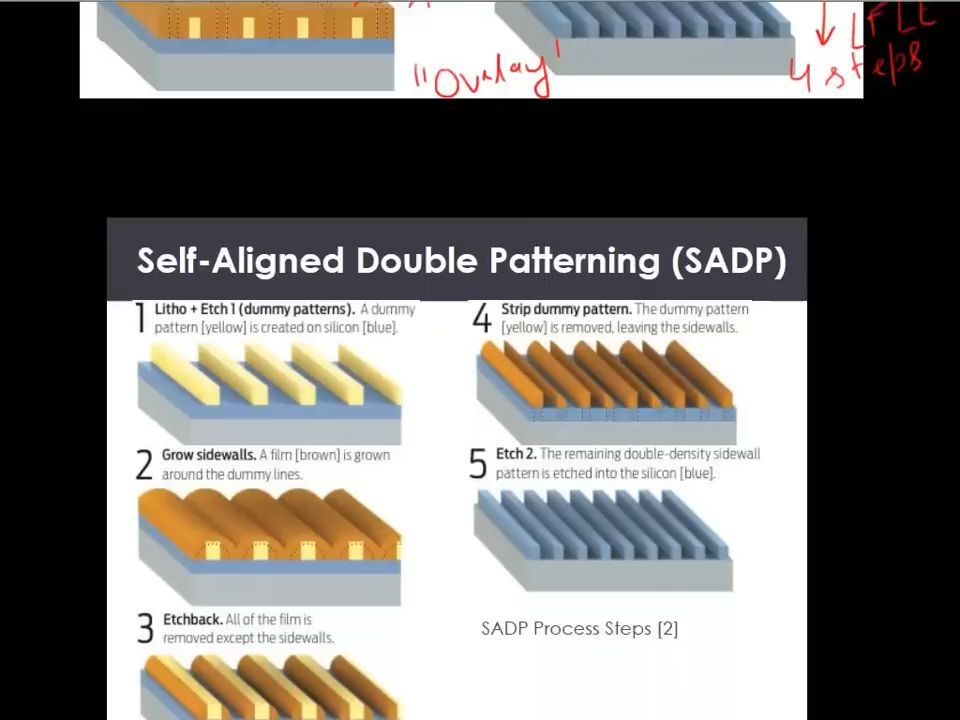 "Overlay"
LFLE
4 steps
Self-Aligned Double Patterning (SADP)
1 Litho + Etch 1 (dummy patterns). A dummy
pattern [yellow] is created on silicon [blue].
2 Grow sidewalls. A film [brown] is grown
around the dummy lines.
3 Etchback. All of the film is
removed except the sidewalls.
4 Strip dummy pattern. The dummy pattern
[yellow] is removed, leaving the sidewalls.
5 Etch 2. The remaining double-density sidewall
pattern is etched into the silicon [blue].
SADP Process Steps [2]